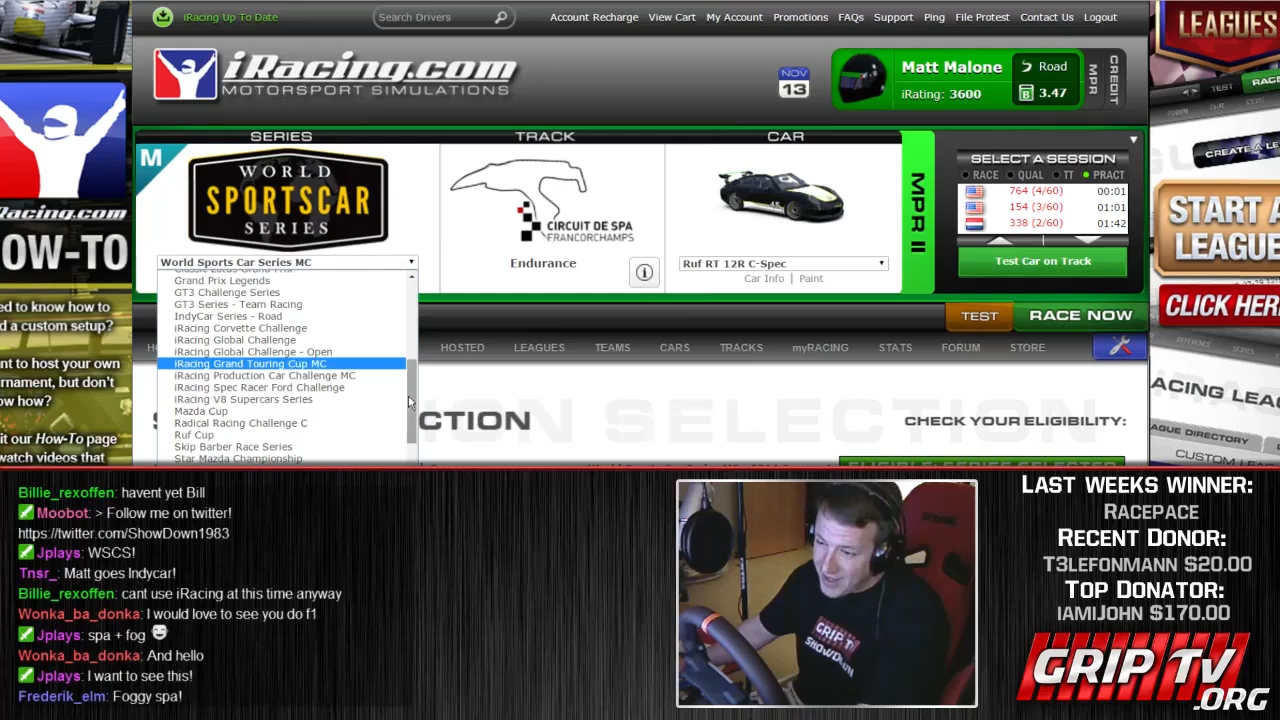 iRacing Up To Date
Search Drivers
Account Recharge View Cart My Account Promotions FAQs Support Ping File Protest Contact Us Logout
iRacing.com
MOTORSPORT SIMULATIONS
NOV
13
Matt Malone
iRating: 3600
Road
B 3.47
MPR
CREDIT
SERIES TRACK CAR
M
WORLD
SPORTSCAR
SERIES
World Sports Car Series MC
CIRCUIT DE SPA
FRANCORCHAMPS
Endurance
Ruf RT 12R C-Spec
Car Info | Paint
MPR II
SELECT A SESSION
RACE QUAL TT PRACT
764 (4/60) 00:01
154 (3/60) 01:01
338 (2/60) 01:42
Test Car on Track
TEST
RACE NOW
Classic Lotus Grand Prix
Grand Prix Legends
GT3 Challenge Series
GT3 Series - Team Racing
IndyCar Series - Road
iRacing Corvette Challenge
iRacing Global Challenge
iRacing Global Challenge - Open
iRacing Grand Touring Cup MC
iRacing Production Car Challenge MC
iRacing Spec Racer Ford Challenge
iRacing V8 Supercars Series
Mazda Cup
Radical Racing Challenge C
Ruf Cup
Skip Barber Race Series
Star Mazda Championship
HOSTED LEAGUES TEAMS CARS TRACKS myRACING STATS FORUM STORE
CTION
CHECK YOUR ELIGIBILITY:
Racing.com
HOW-TO
ed to know how to
d a custom setup?
nt to host your own
rnament, but don't
ow how?
it our How-To page
watch videos that
LEAGUES
TEST
CREATE A LE
START A
LEAGUE
CLICK HER
ACING LEA
AGUE DIRECTORY
CUSTOM LEA
Billie_rexoffen: havent yet Bill
Moobot: > Follow me on twitter!
https://twitter.com/ShowDown1983
Jplays: WSCS!
Tnsr_: Matt goes Indycar!
Billie_rexoffen: cant use iRacing at this time anyway
Wonka_ba_donka: I would love to see you do f1
Jplays: spa + fog
Wonka_ba_donka: And hello
Jplays: I want to see this!
Frederik_elm: Foggy spa!
GRIP TV
SHOWDOWN
LAST WEEKS WINNER:
RACEPACE
RECENT DONOR:
T3LEFONMANN $20.00
TOP DONATOR:
IAMIJOHN $170.00
GRIP TV
.ORG